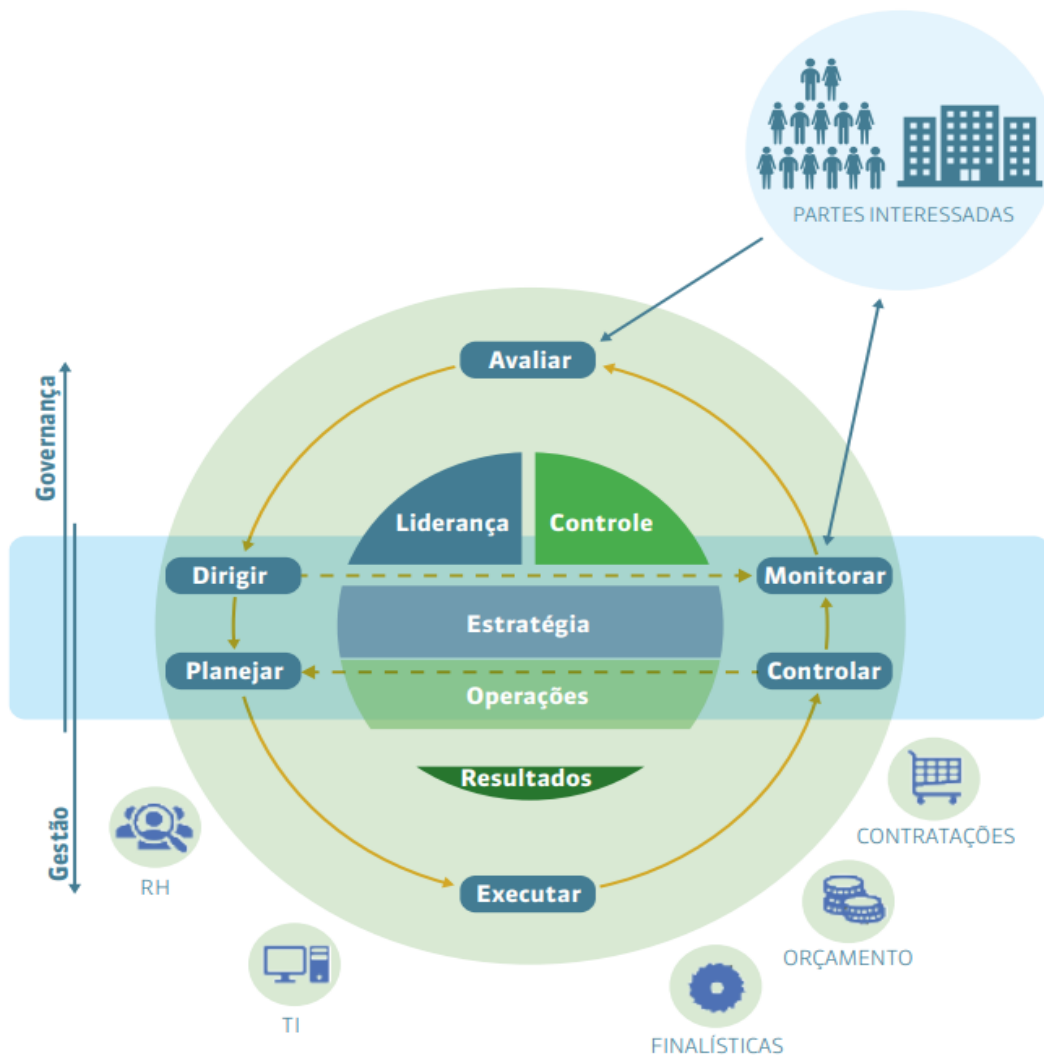 PARTES INTERESSADAS
Avaliar
Governança
Liderança
Controle
Dirigir
Monitorar
Estratégia
Planejar
Controlar
Operações
Resultados
Gestão
CONTRATAÇÕES
RH
Executar
ORÇAMENTO
TI
FINALÍSTICAS